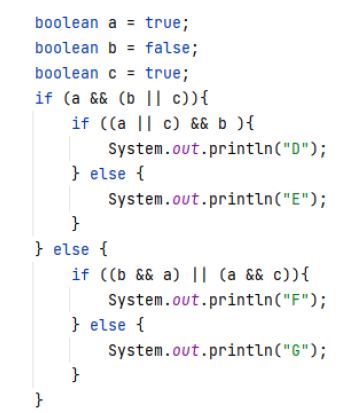 boolean a = true;
boolean b = false;
boolean c = true;
if (a && (b || c)){
    if ((a || c) && b ){
        System.out.println("D");
    } else {
        System.out.println("E");
    }
} else {
    if ((b && a) || (a && c)){
        System.out.println("F");
    } else {
        System.out.println("G");
    }
}